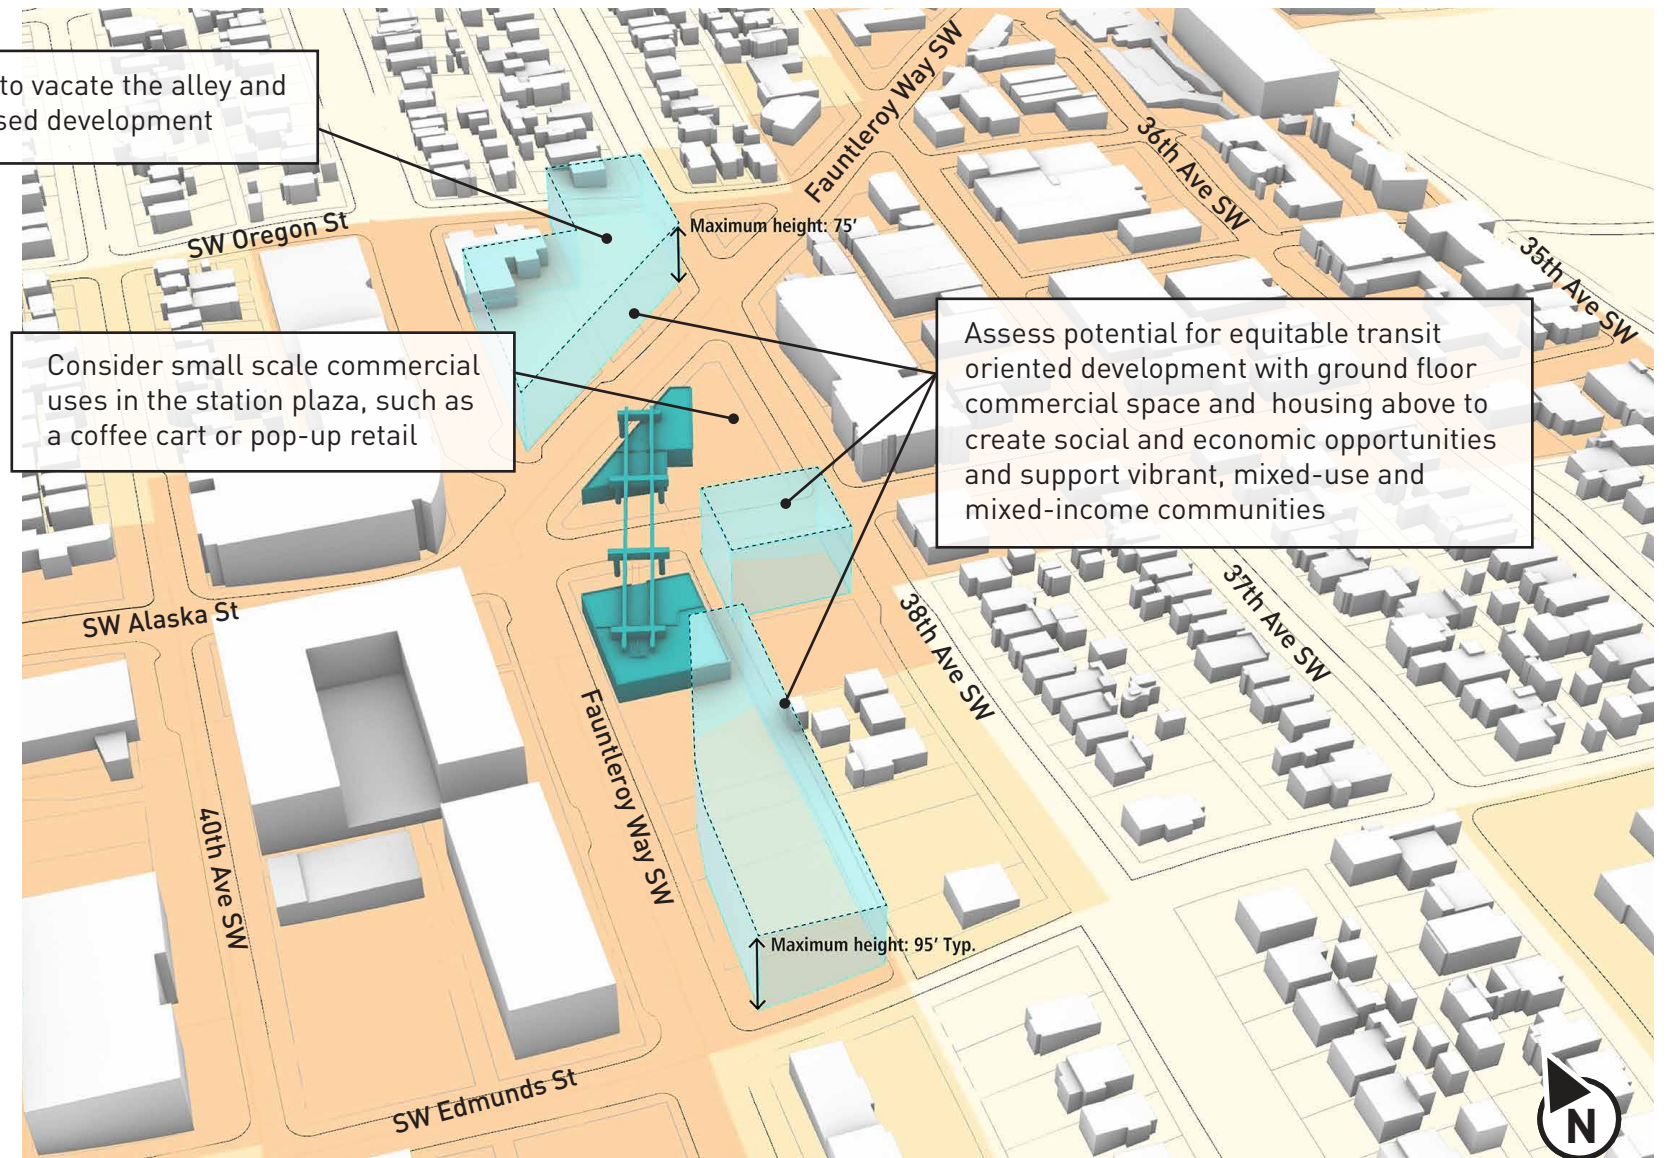 to vacate the alley and
sed development
Fauntleroy Way SW
36th Ave SW
SW Oregon St
Maximum height: 75'
35th Ave SW
Consider small scale commercial
uses in the station plaza, such as
a coffee cart or pop-up retail
Assess potential for equitable transit
oriented development with ground floor
commercial space and housing above to
create social and economic opportunities
and support vibrant, mixed-use and
mixed-income communities
SW Alaska St
38th Ave SW
37th Ave SW
Fauntleroy Way SW
40th Ave SW
Maximum height: 95' Typ.
SW Edmunds St
N